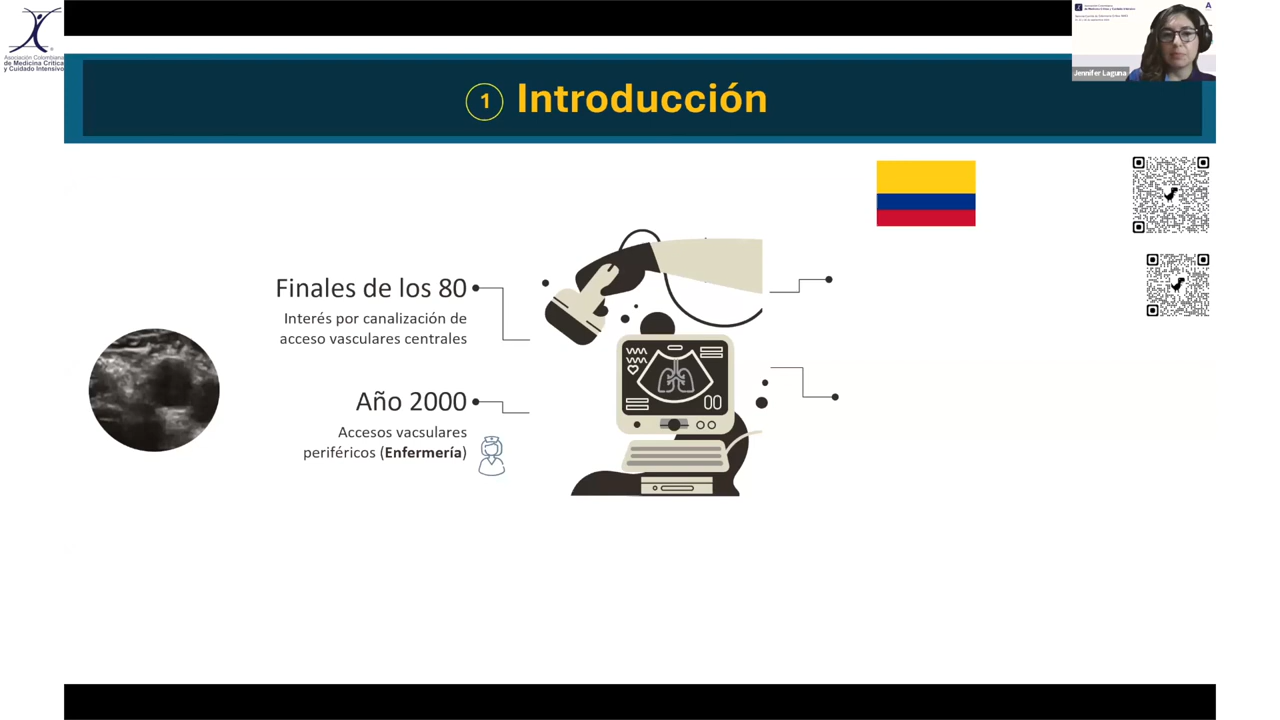 Asociación Colombiana
de Medicina Crítica
y Cuidado Intensivo
1 Introducción
Finales de los 80
Interés por canalización de
acceso vasculares centrales
Año 2000
Accesos vacsulares
periféricos (Enfermería)
Jennifer Laguna